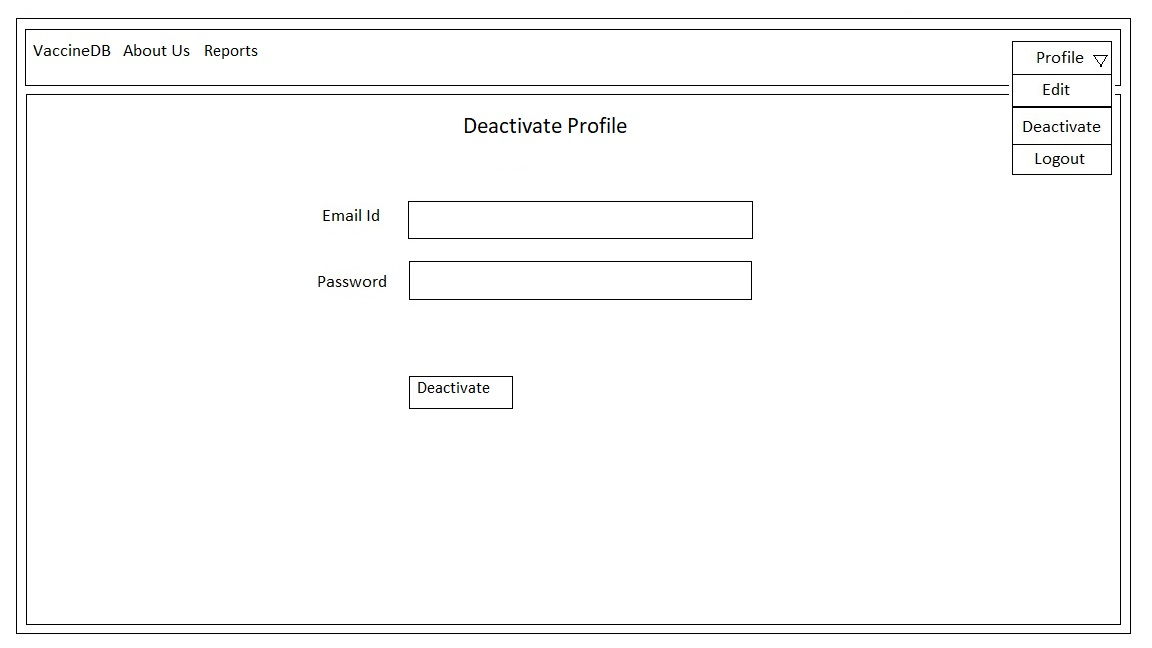 VaccineDB About Us Reports
Profile
Edit
Deactivate
Logout
Deactivate Profile
Email Id
Password
Deactivate